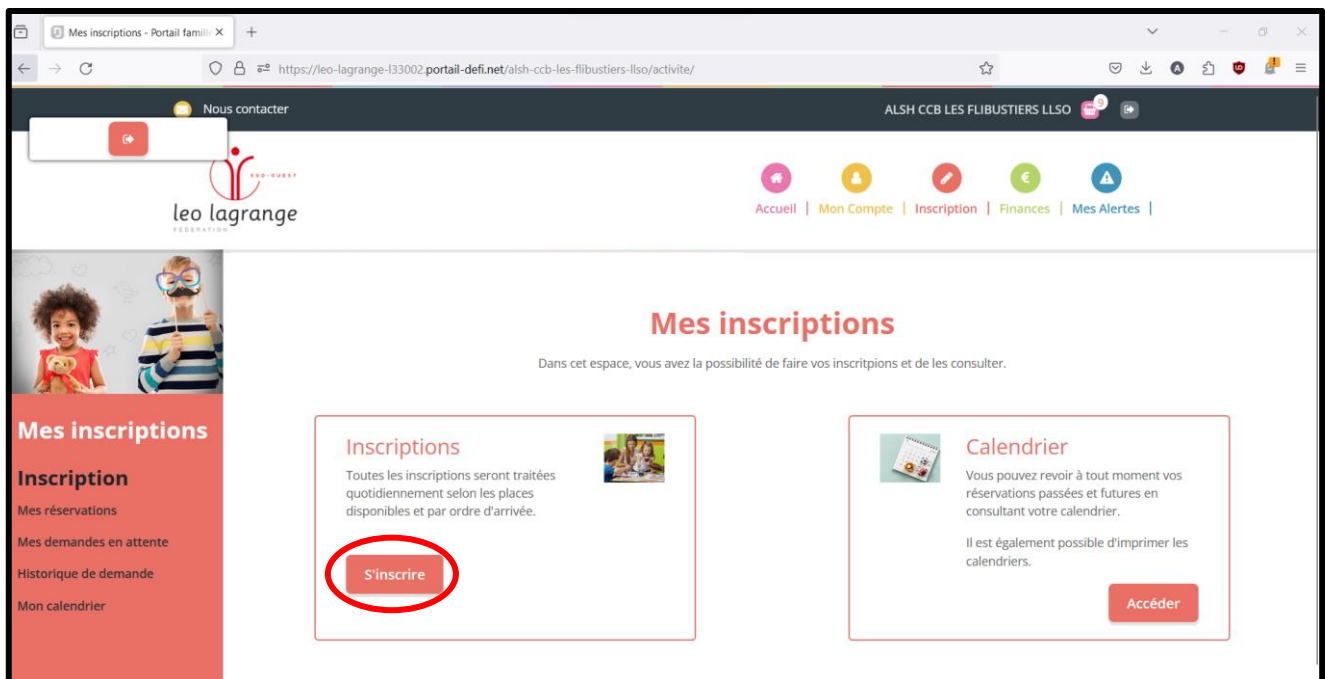 Mes inscriptions - Portail famill
https://leo-lagrange-l33002.portail-defi.net/alsh-ccb-les-flibustiers-llso/activite/
Nous contacter
ALSH CCB LES FLIBUSTIERS LLSO
9
SUD-OUEST
leo lagrange
FEDERATION
Accueil | Mon Compte | Inscription | Finances | Mes Alertes |
Mes inscriptions
Dans cet espace, vous avez la possibilité de faire vos inscritpions et de les consulter.
Mes inscriptions
Inscription
Mes réservations
Mes demandes en attente
Historique de demande
Mon calendrier
Inscriptions
Toutes les inscriptions seront traitées
quotidiennement selon les places
disponibles et par ordre d'arrivée.
S'inscrire
Calendrier
Vous pouvez revoir à tout moment vos
réservations passées et futures en
consultant votre calendrier.
Il est également possible d'imprimer les
calendriers.
Accéder